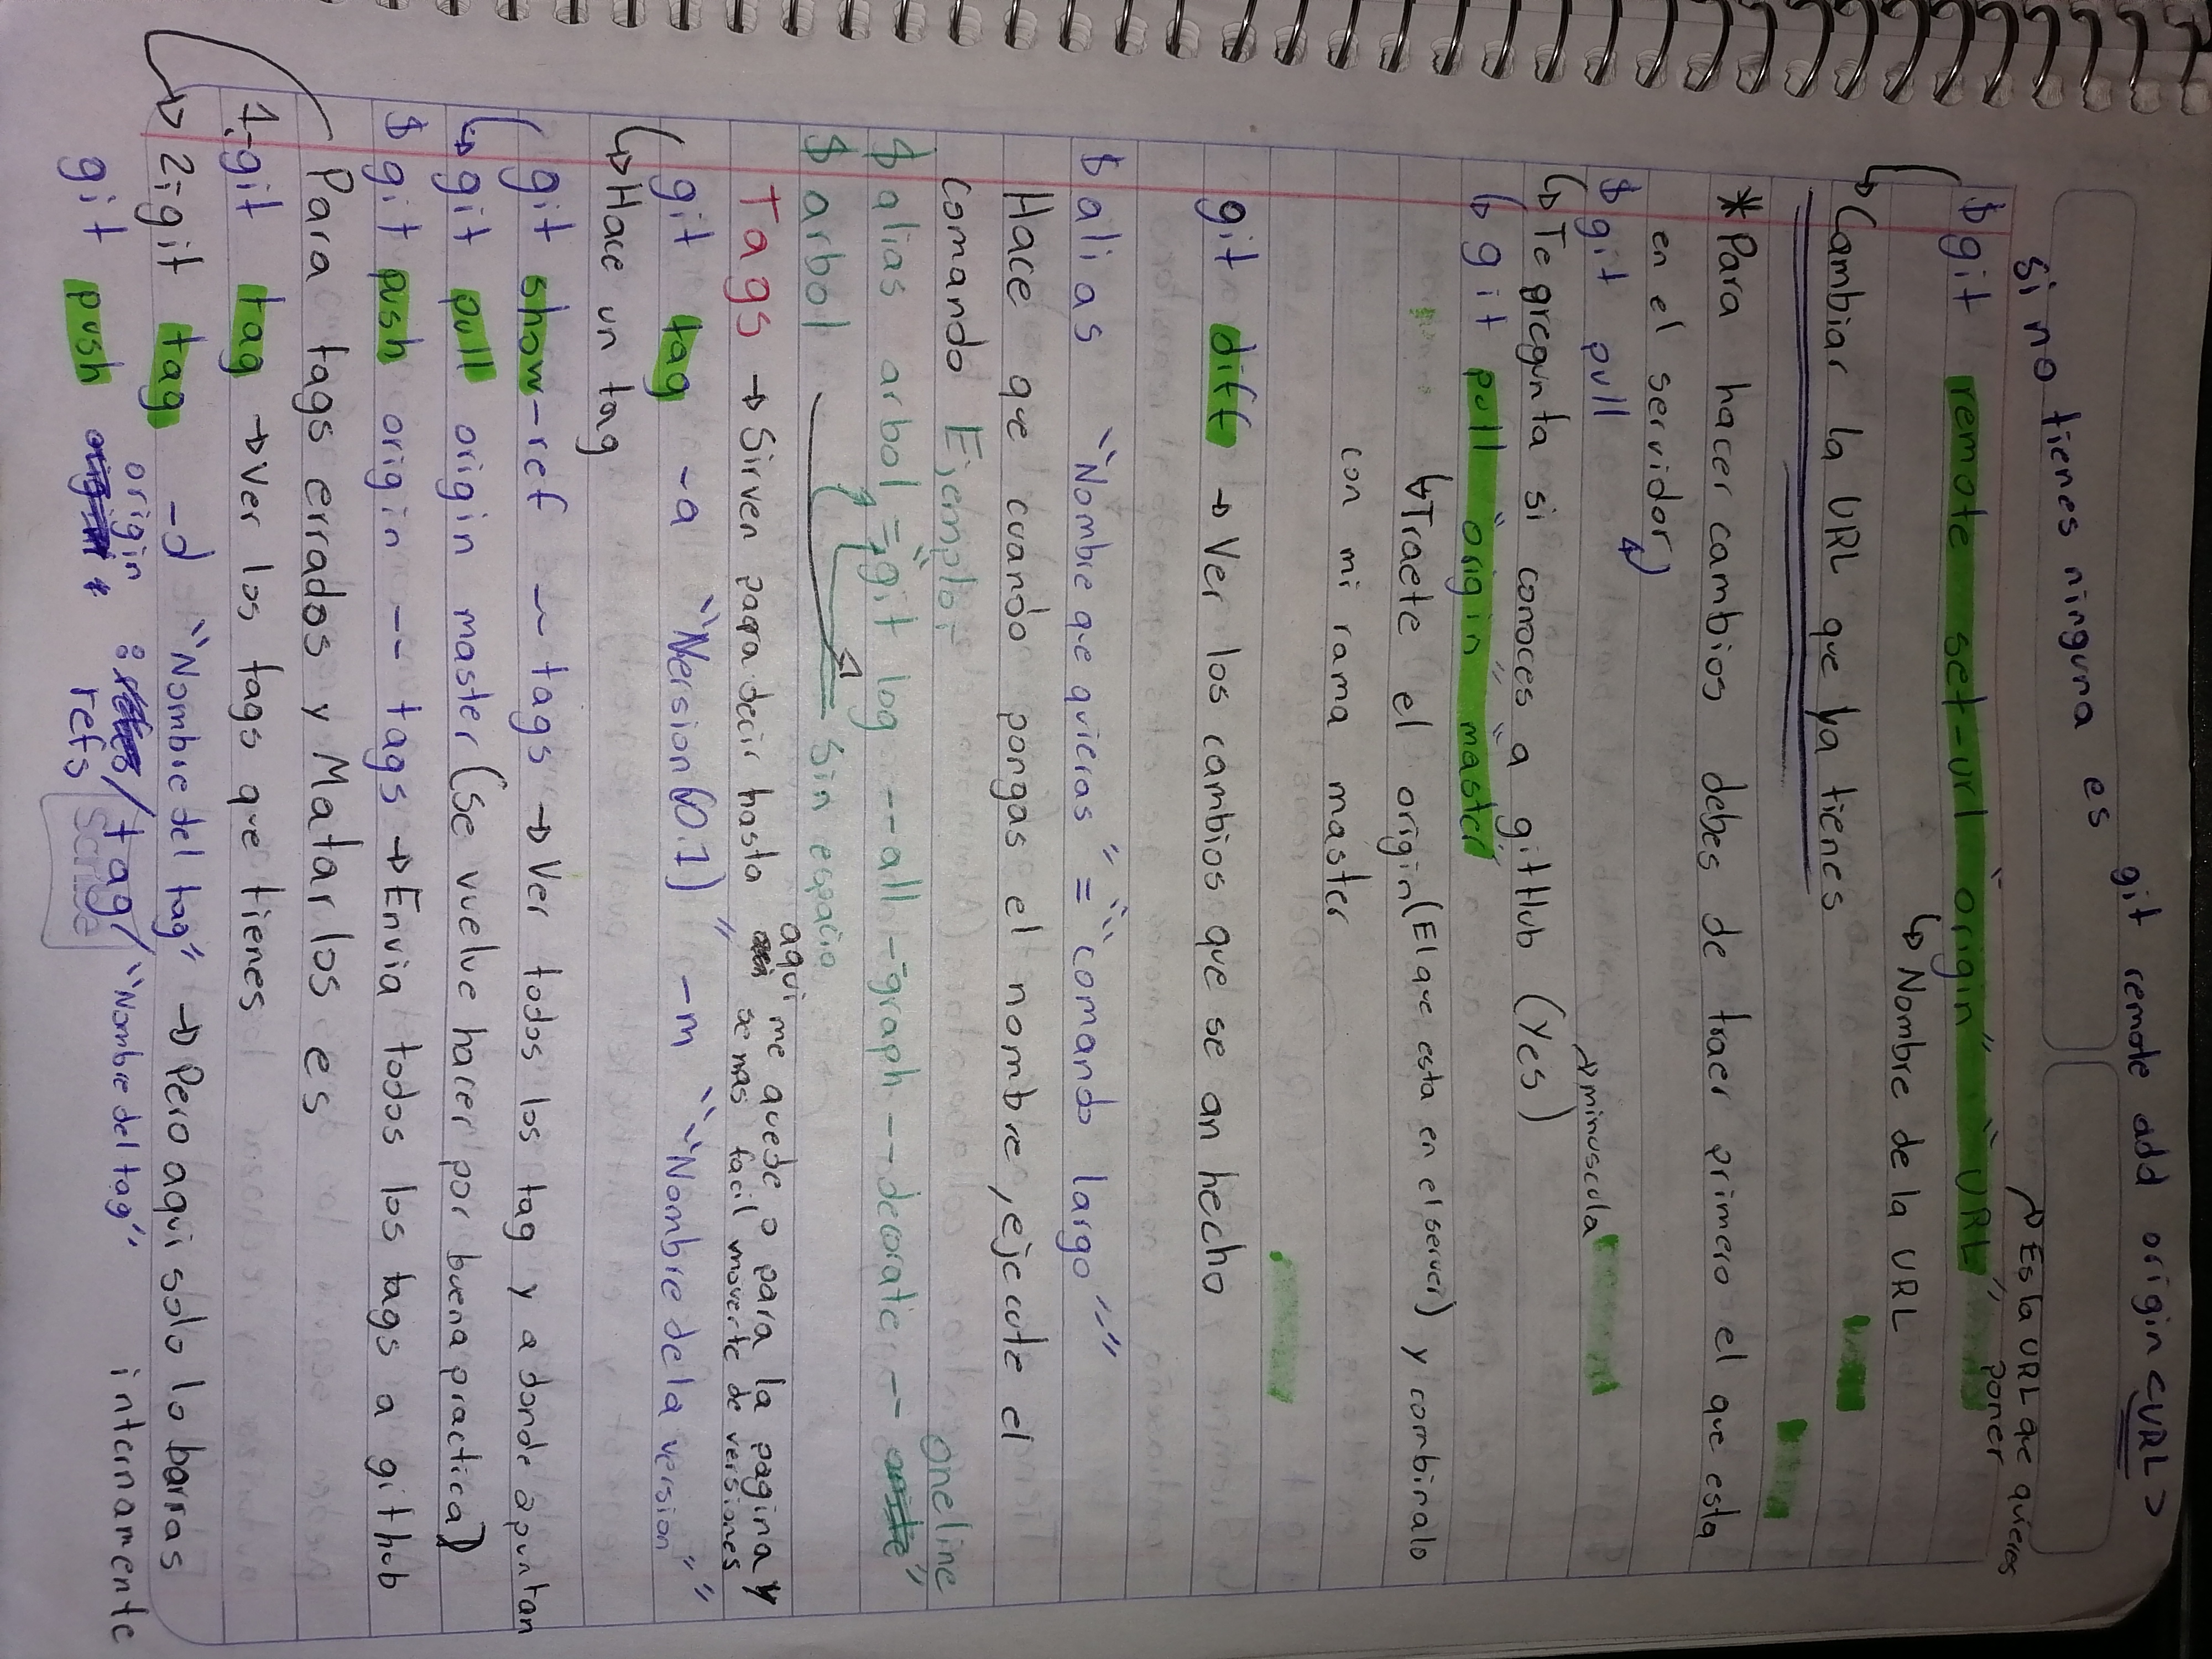 git remote add origin <URL>
si no tienes ninguna es
Es la URL que quieres
poner
$ git remote set-url "origin" "URL"
Nombre de la URL
Cambiar la URL que ya tienes
*Para hacer cambios debes de traer primero el que esta
en el servidor
$ git pull
minuscula
Te pregunta si conoces a gitHub (Yes)
git pull "origin" "master"
Traete el origin (El que esta en el server) y combinalo
con mi rama master
git diff → Ver los cambios que se an hecho
$ alias "Nombre que quieras" = ""comando largo""
Hace que cuando pongas el nombre, ejecute el
comando Ejemplo:-
oneline
$ alias arbol = "git log --all -graph --decorate -- "
$ arbol Sin espacio
Tags → Sirven para decir hasta aqui me quede o para la pagina y
se mas facil moverte de versiones
git tag -a "Version(v0.1)" -m ""Nombre de la version""
Hace un tag
git show-ref -- tags → Ver todos los tag y a donde apuntan
git pull origin master (Se vuelve hacer por buena practica)
$ git push origin -- tags → Envia todos los tags a github
Para tags errados y Matarlos es
1.-git tag → Ver los tags que tienes
2.-git tag -d "Nombre del tag" → Pero aqui solo lo borras
internamente
git push origin :refs/tag/"Nombre del tag"
Scribe